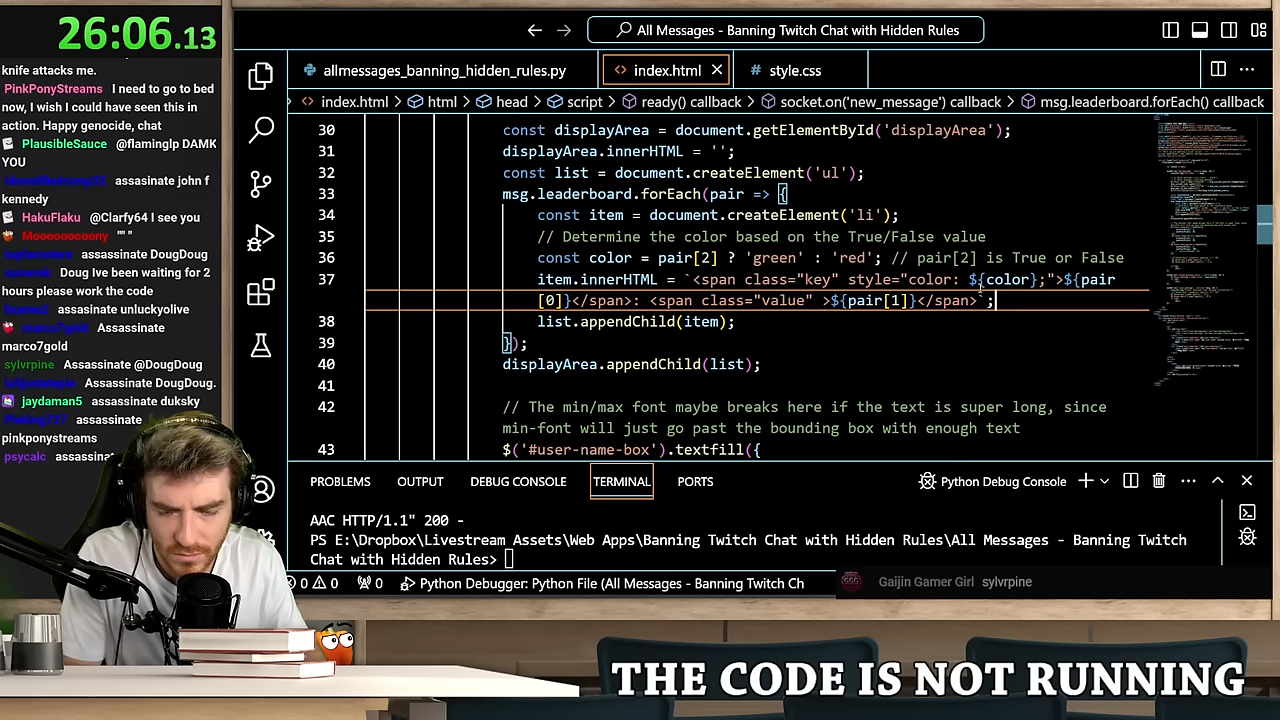 26:06.13
knife attacks me.
PinkPonyStreams I need to go to bed
now, I wish I could have seen this in
action. Happy genocide, chat
PlausibleSauce @flaminglp DAMK
YOU
assassinate john f
kennedy
HakuFlaku @Clarfy64 I see you
Mooooooooony "" "
assassinate DougDoug
Doug Ive been waiting for 2
hours please work the code
assassinate unluckyolive
marco7gold Assassinate
marco7gold
sylvrpine Assassinate @DougDoug
Assassinate DougDoug.
jaydaman5 assassinate duksky
assassinate
pinkponystreams
psycalc assassinat
All Messages - Banning Twitch Chat with Hidden Rules
allmessages_banning_hidden_rules.py
<> index.html ×
# style.css
<> index.html > html > head > script > ready() callback > socket.on('new_message') callback > msg.leaderboard.forEach() callback
30 const displayArea = document.getElementById('displayArea');
31 displayArea.innerHTML = '';
32 const list = document.createElement('ul');
33 msg.leaderboard.forEach(pair => {
34 const item = document.createElement('li');
35 // Determine the color based on the True/False value
36 const color = pair[2] ? 'green' : 'red'; // pair[2] is True or False
37 item.innerHTML = `<span class="key" style="color: ${color};">${pair
[0]}</span>: <span class="value" >${pair[1]}</span>`;
38 list.appendChild(item);
39 });
40 displayArea.appendChild(list);
41
42 // The min/max font maybe breaks here if the text is super long, since
min-font will just go past the bounding box with enough text
43 $('#user-name-box').textfill({
PROBLEMS OUTPUT DEBUG CONSOLE TERMINAL PORTS
Python Debug Console
AAC HTTP/1.1" 200 -
PS E:\Dropbox\Livestream Assets\Web Apps\Banning Twitch Chat with Hidden Rules\All Messages - Banning Twitch
Chat with Hidden Rules>
0 0 0 Python Debugger: Python File (All Messages - Banning Twitch Ch
Gaijin Gamer Girl sylvrpine
THE CODE IS NOT RUNNING